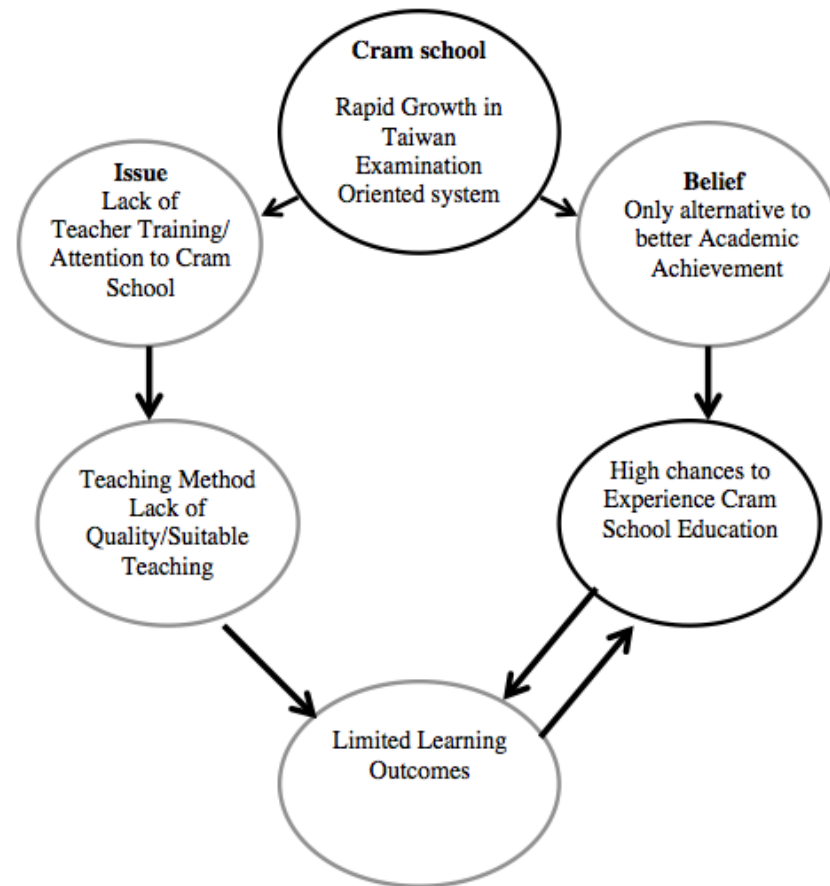 Cram school
Rapid Growth in
Taiwan
Examination
Oriented system
Issue
Lack of
Teacher Training/
Attention to Cram
School
Belief
Only alternative to
better Academic
Achievement
Teaching Method
Lack of
Quality/Suitable
Teaching
High chances to
Experience Cram
School Education
Limited Learning
Outcomes